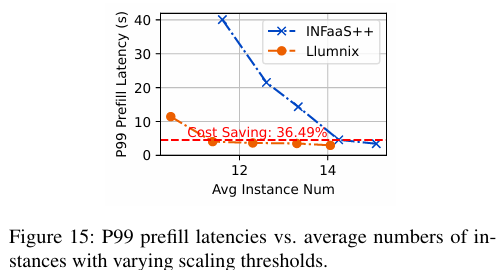 40
30
20
10
0
P99 Prefill Latency (s)
INFaaS++
Llumnix
Cost Saving: 36.49%
12
14
Avg Instance Num
Figure 15: P99 prefill latencies vs. average numbers of in-
stances with varying scaling thresholds.